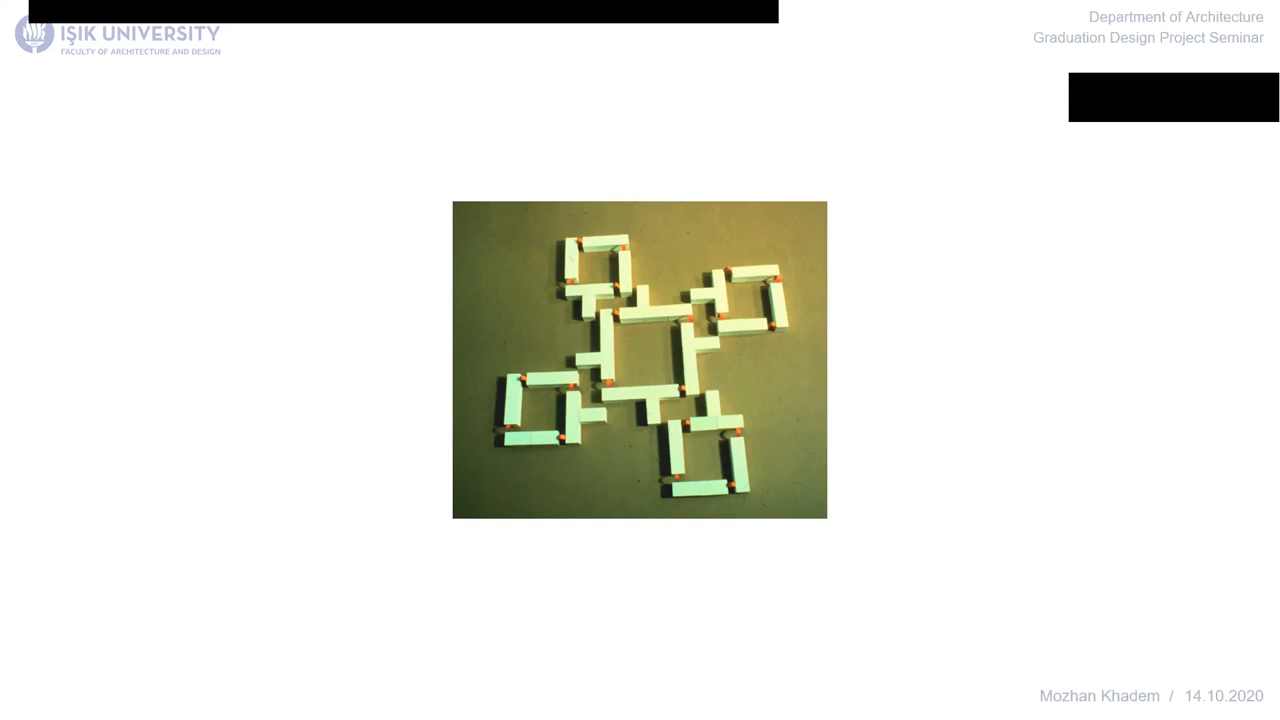 IŞIK UNIVERSITY
FACULTY OF ARCHITECTURE AND DESIGN
Department of Architecture
Graduation Design Project Seminar
Mozhan Khadem / 14.10.2020